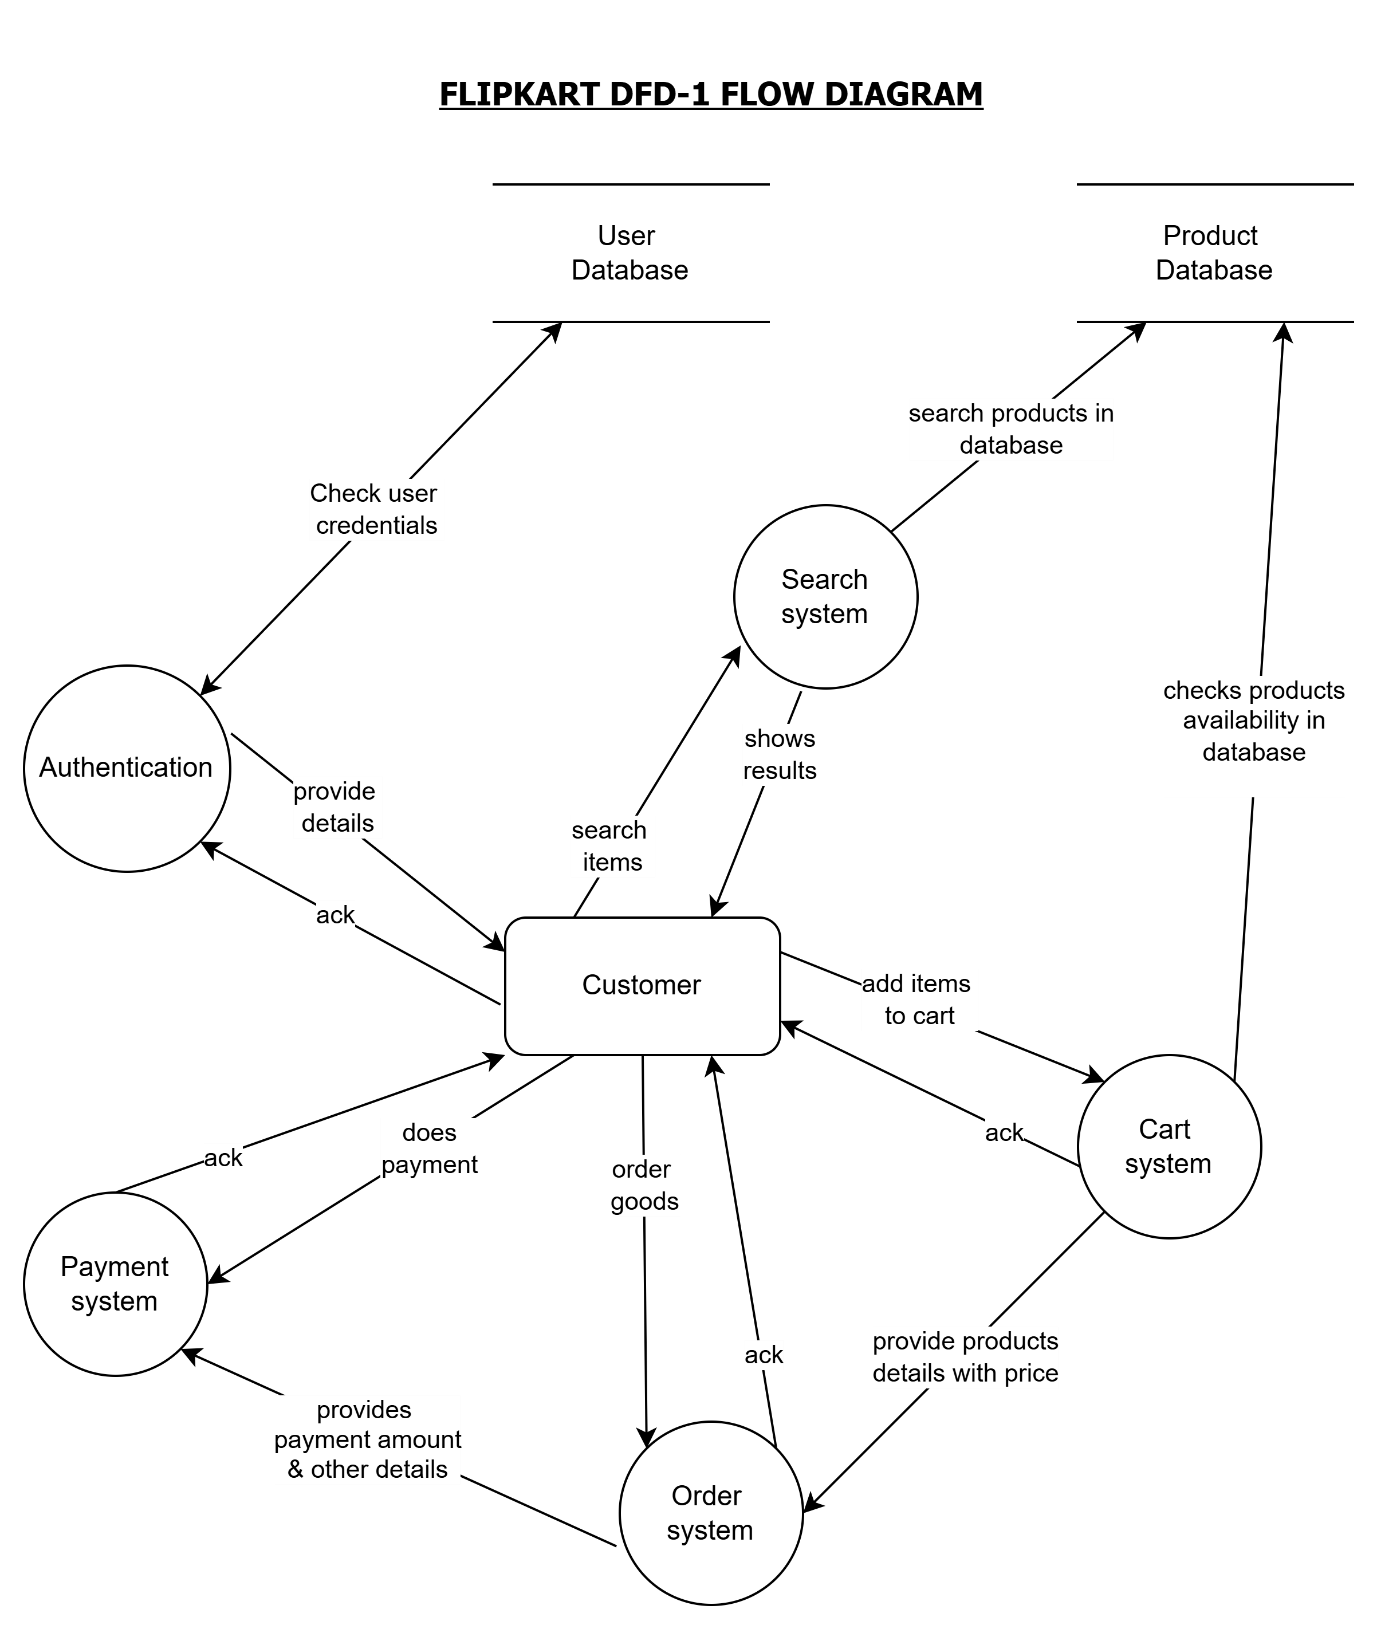 FLIPKART DFD-1 FLOW DIAGRAM
User
Database
Product
Database
search products in
database
Check user
credentials
Search
system
checks products
availability in
database
shows
results
Authentication
provide
details
search
items
ack
Customer
add items
to cart
ack
does
payment
ack
order
goods
Cart
system
Payment
system
provide products
details with price
ack
provides
payment amount
& other details
Order
system